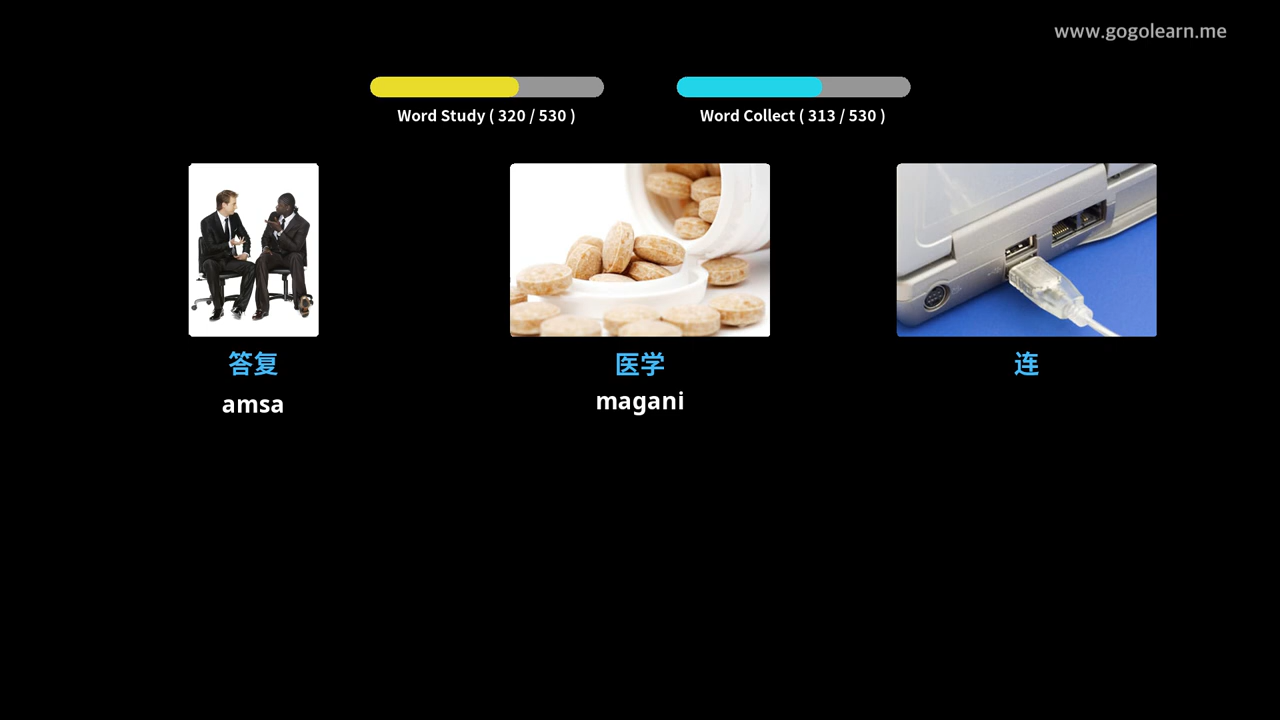 www.gogolearn.me
Word Study ( 320 / 530 )
Word Collect ( 313 / 530 )
答复
amsa
医学
magani
连